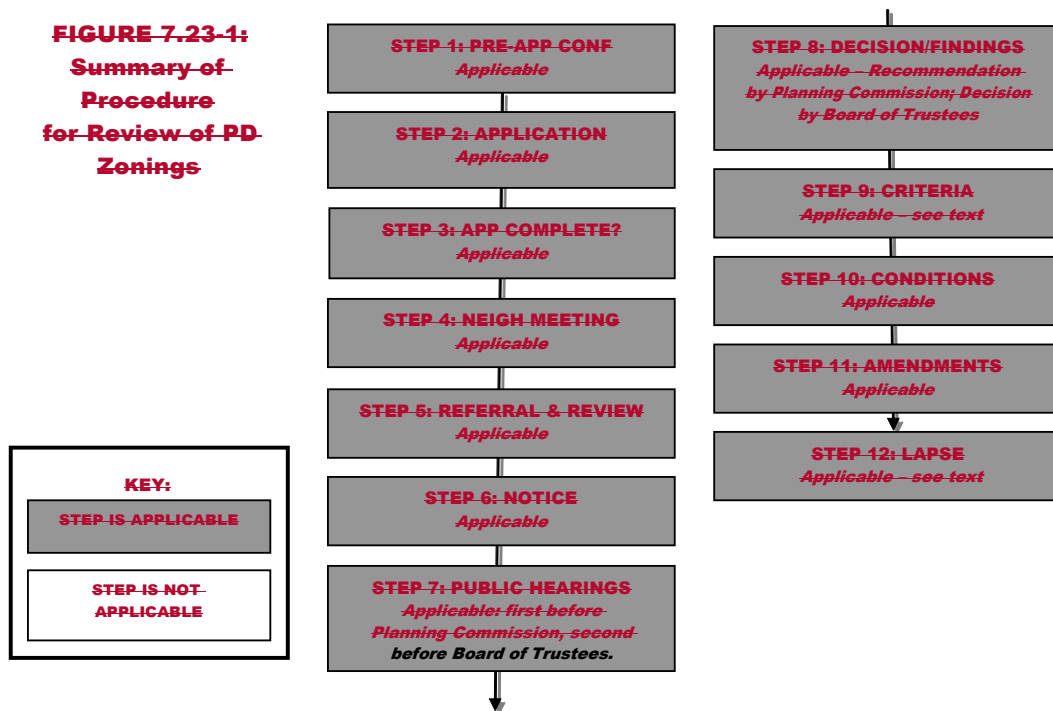 FIGURE 7.23-1:
Summary of
Procedure
for Review of PD
Zonings
STEP 1: PRE-APP CONF
Applicable
STEP 2: APPLICATION
Applicable
STEP 3: APP COMPLETE?
Applicable
STEP 4: NEIGH MEETING
Applicable
STEP 5: REFERRAL & REVIEW
Applicable
STEP 6: NOTICE
Applicable
STEP 7: PUBLIC HEARINGS
Applicable: first before
Planning Commission, second
before Board of Trustees.
STEP 8: DECISION/FINDINGS
Applicable – Recommendation
by Planning Commission; Decision
by Board of Trustees
STEP 9: CRITERIA
Applicable – see text
STEP 10: CONDITIONS
Applicable
STEP 11: AMENDMENTS
Applicable
STEP 12: LAPSE
Applicable – see text
KEY:
STEP IS APPLICABLE
STEP IS NOT
APPLICABLE